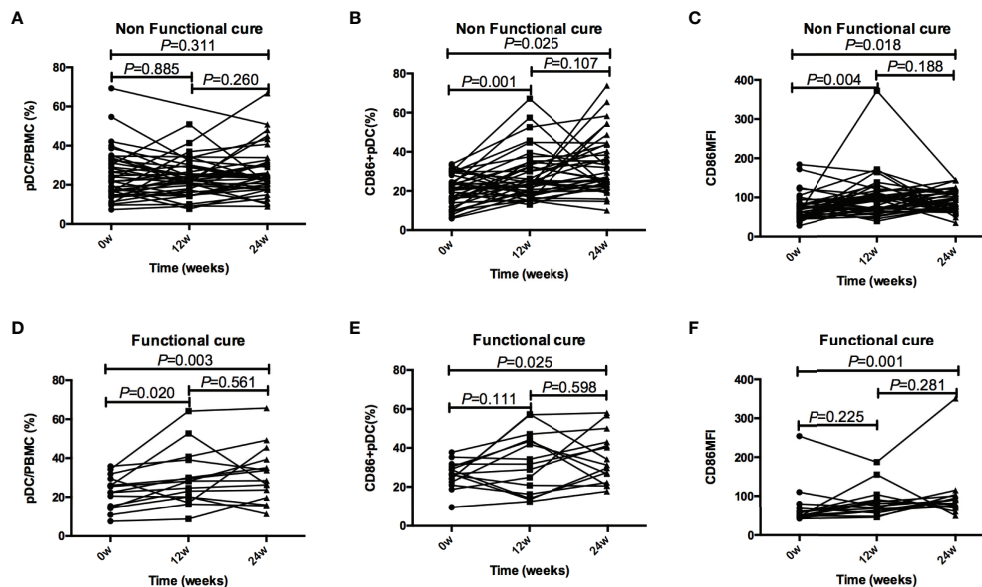 A
Non Functional cure
P=0.311
P=0.885
P=0.260
80
60
40
20
0
pDC/PBMC (%)
0w
12w
24w
Time (weeks)
B
Non Functional cure
P=0.025
P=0.107
P=0.001
80
60
40
20
0
CD86+pDC(%)
0w
12w
24w
Time (weeks)
C
Non Functional cure
P=0.018
P=0.188
P=0.004
400
300
200
100
0
CD86MFI
0w
12w
24w
Time (weeks)
D
Functional cure
P=0.003
P=0.561
P=0.020
80
60
40
20
0
pDC/PBMC (%)
0w
12w
24w
Time (weeks)
E
Functional cure
P=0.025
P=0.598
P=0.111
80
60
40
20
0
CD86+pDC(%)
0w
12w
24w
Time (weeks)
F
Functional cure
P=0.001
P=0.281
P=0.225
400
300
200
100
0
CD86MFI
0w
12w
24w
Time (weeks)